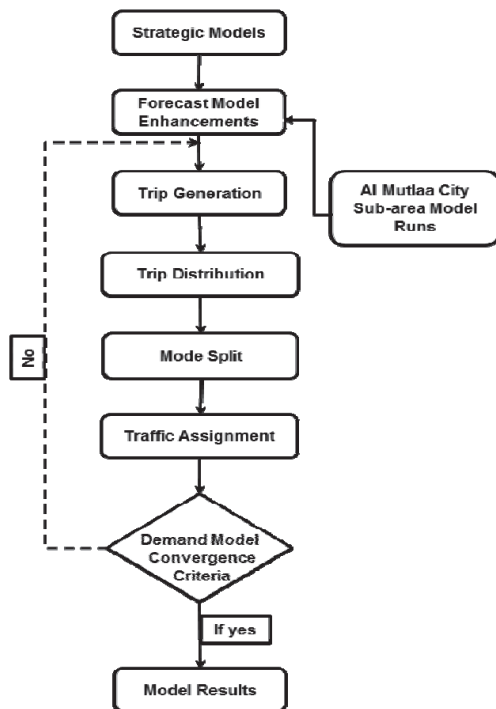 Strategic Models
Forecast Model
Enhancements
Al Mutlaa City
Sub-area Model
Runs
Trip Generation
Trip Distribution
Mode Split
No
Traffic Assignment
Demand Model
Convergence
Criteria
If yes
Model Results